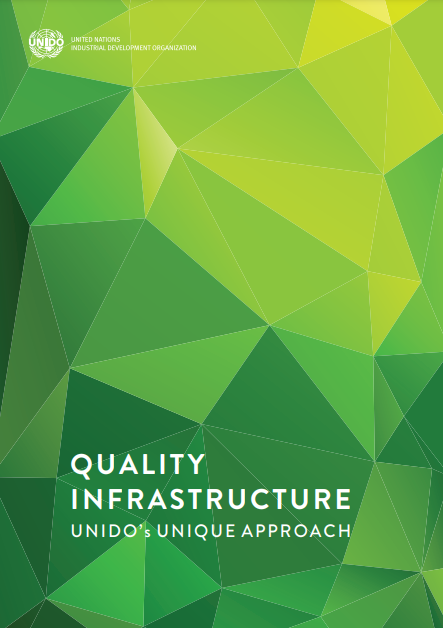 UNIDO
UNITED NATIONS
INDUSTRIAL DEVELOPMENT ORGANIZATION
QUALITY
INFRASTRUCTURE
UNIDO's UNIQUE APPROACH